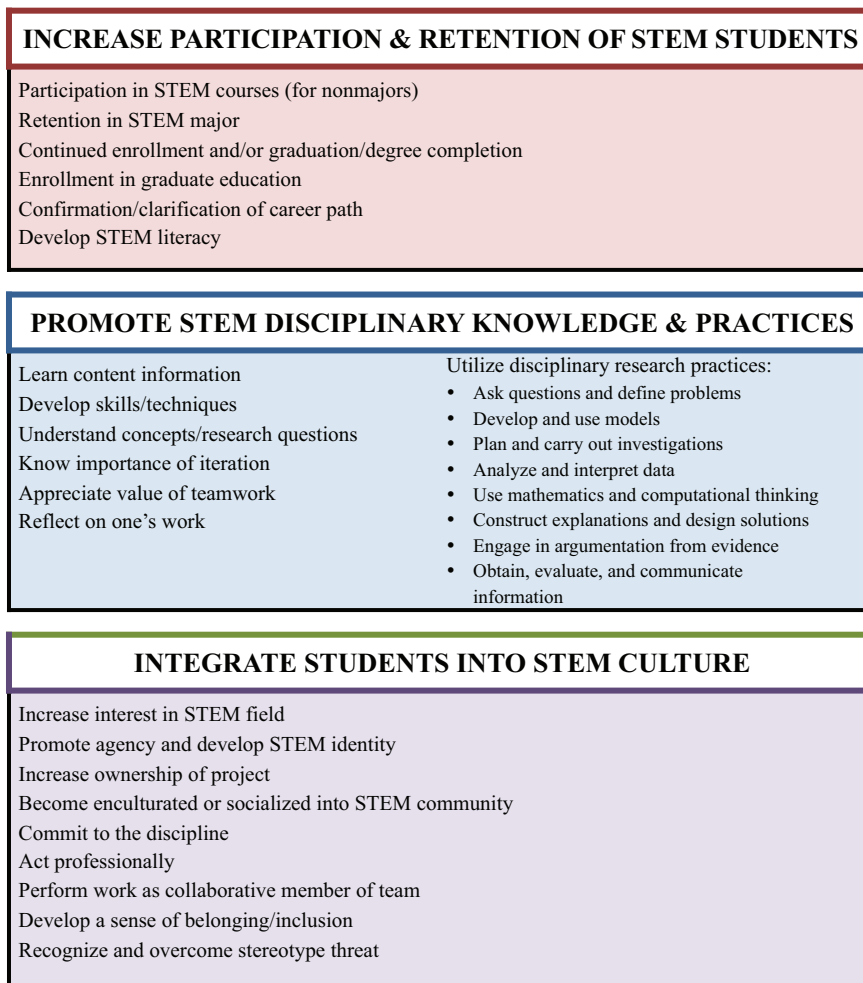 INCREASE PARTICIPATION & RETENTION OF STEM STUDENTS
Participation in STEM courses (for nonmajors)
Retention in STEM major
Continued enrollment and/or graduation/degree completion
Enrollment in graduate education
Confirmation/clarification of career path
Develop STEM literacy
PROMOTE STEM DISCIPLINARY KNOWLEDGE & PRACTICES
Learn content information
Develop skills/techniques
Understand concepts/research questions
Know importance of iteration
Appreciate value of teamwork
Reflect on one's work
Utilize disciplinary research practices:
• Ask questions and define problems
• Develop and use models
• Plan and carry out investigations
• Analyze and interpret data
• Use mathematics and computational thinking
• Construct explanations and design solutions
• Engage in argumentation from evidence
• Obtain, evaluate, and communicate
information
INTEGRATE STUDENTS INTO STEM CULTURE
Increase interest in STEM field
Promote agency and develop STEM identity
Increase ownership of project
Become enculturated or socialized into STEM community
Commit to the discipline
Act professionally
Perform work as collaborative member of team
Develop a sense of belonging/inclusion
Recognize and overcome stereotype threat